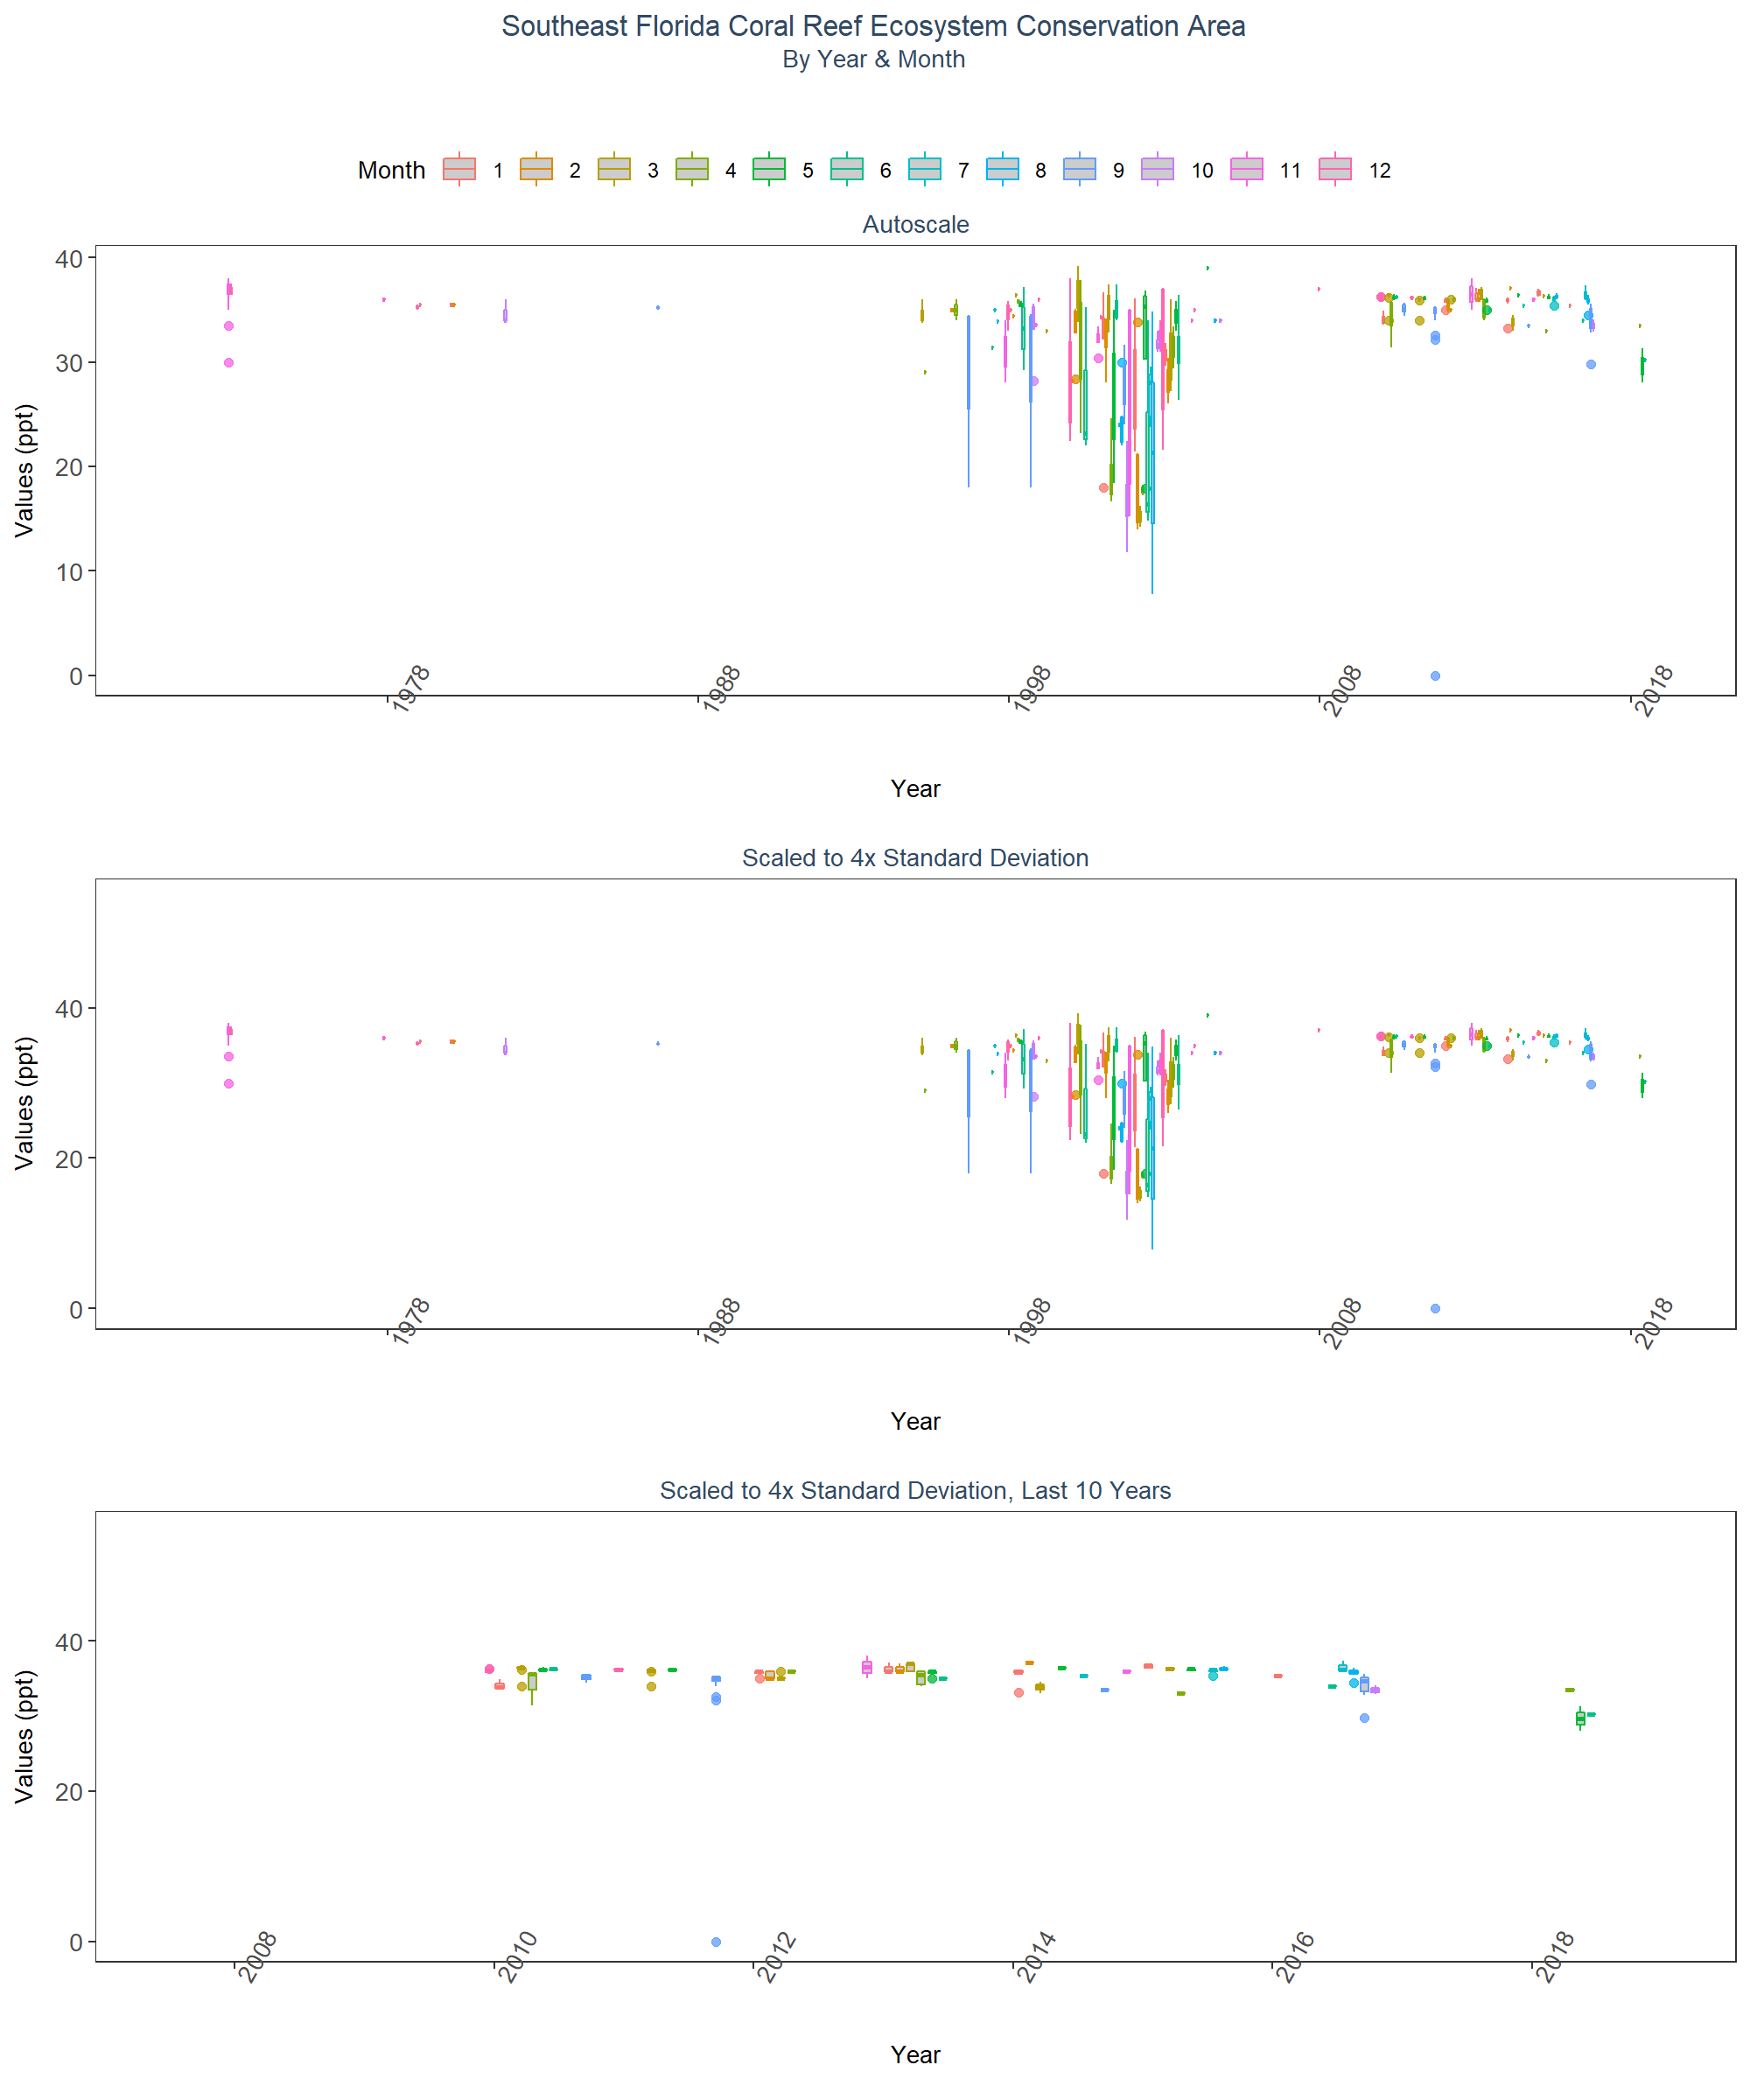 Southeast Florida Coral Reef Ecosystem Conservation Area
By Year & Month
Month 1 2 3 4 5 6 7 8 9 10 11 12
Autoscale
40
30
20
10
0
Values (ppt)
1978 1988 1998 2008 2018
Year
Scaled to 4x Standard Deviation
40
20
0
Values (ppt)
1978 1988 1998 2008 2018
Year
Scaled to 4x Standard Deviation, Last 10 Years
40
20
0
Values (ppt)
2008 2010 2012 2014 2016 2018
Year